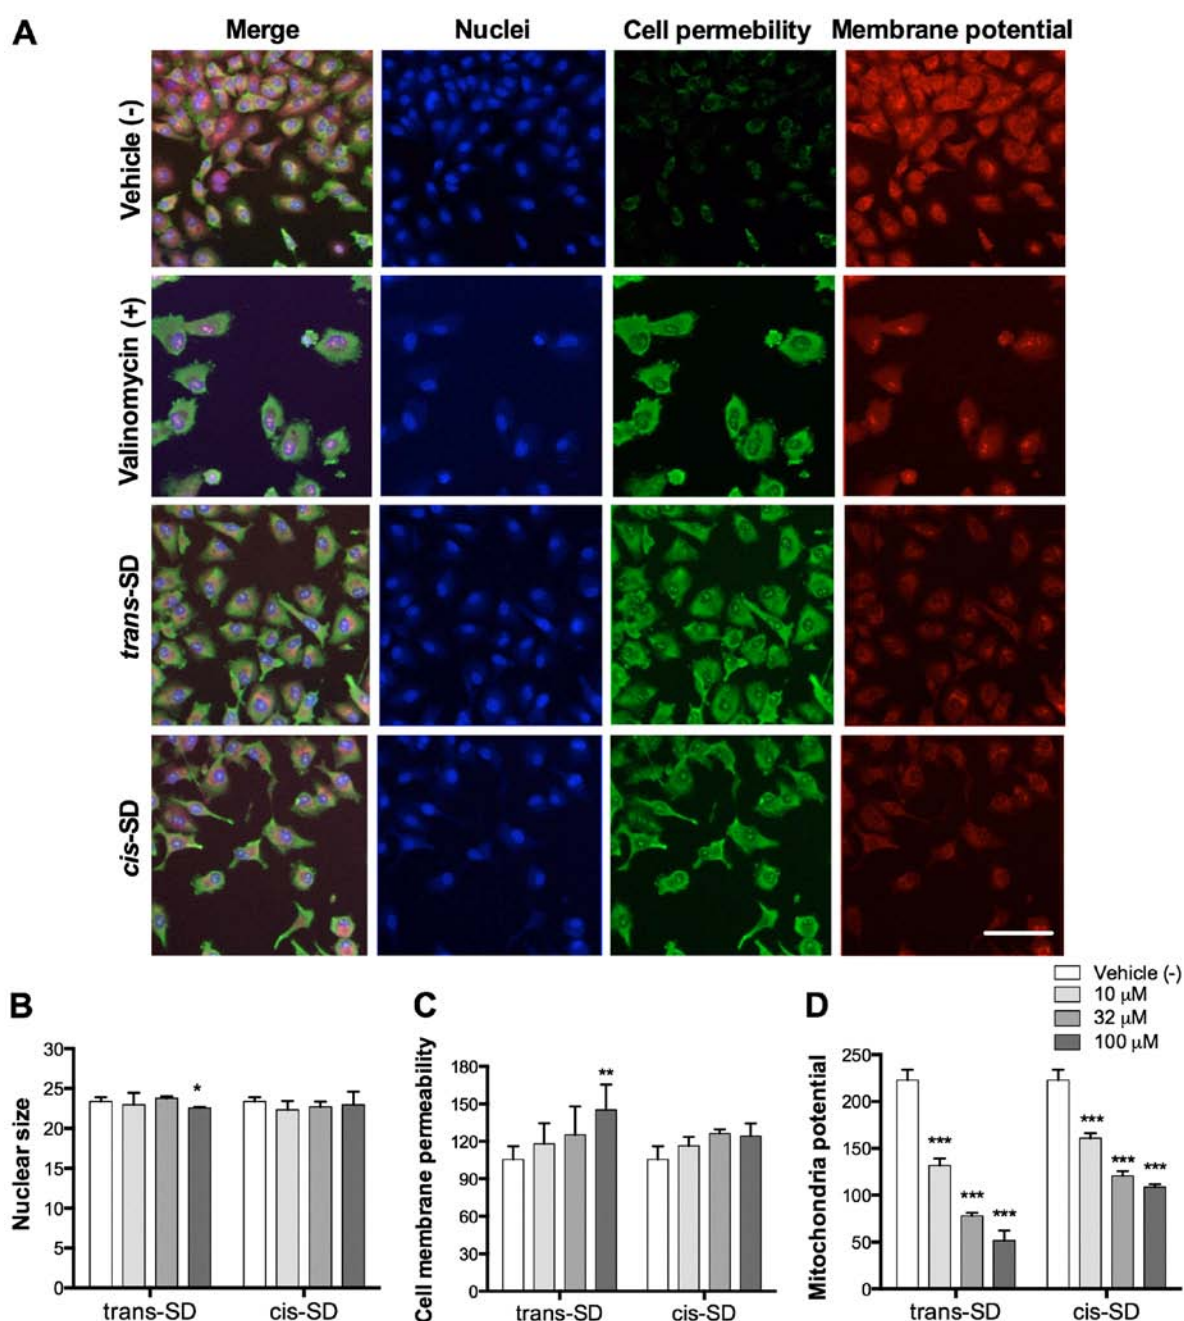 A
Merge
Nuclei
Cell permebility
Membrane potential
Vehicle (-)
Valinomycin (+)
trans-SD
cis-SD
Vehicle (-)
10 μM
32 μM
100 μM
B
Nuclear size
30
25
20
15
10
5
0
*
trans-SD
cis-SD
C
Cell membrane permeability
180
150
120
90
60
30
0
**
trans-SD
cis-SD
D
Mitochondria potential
250
200
150
100
50
0
***
***
***
***
***
***
trans-SD
cis-SD